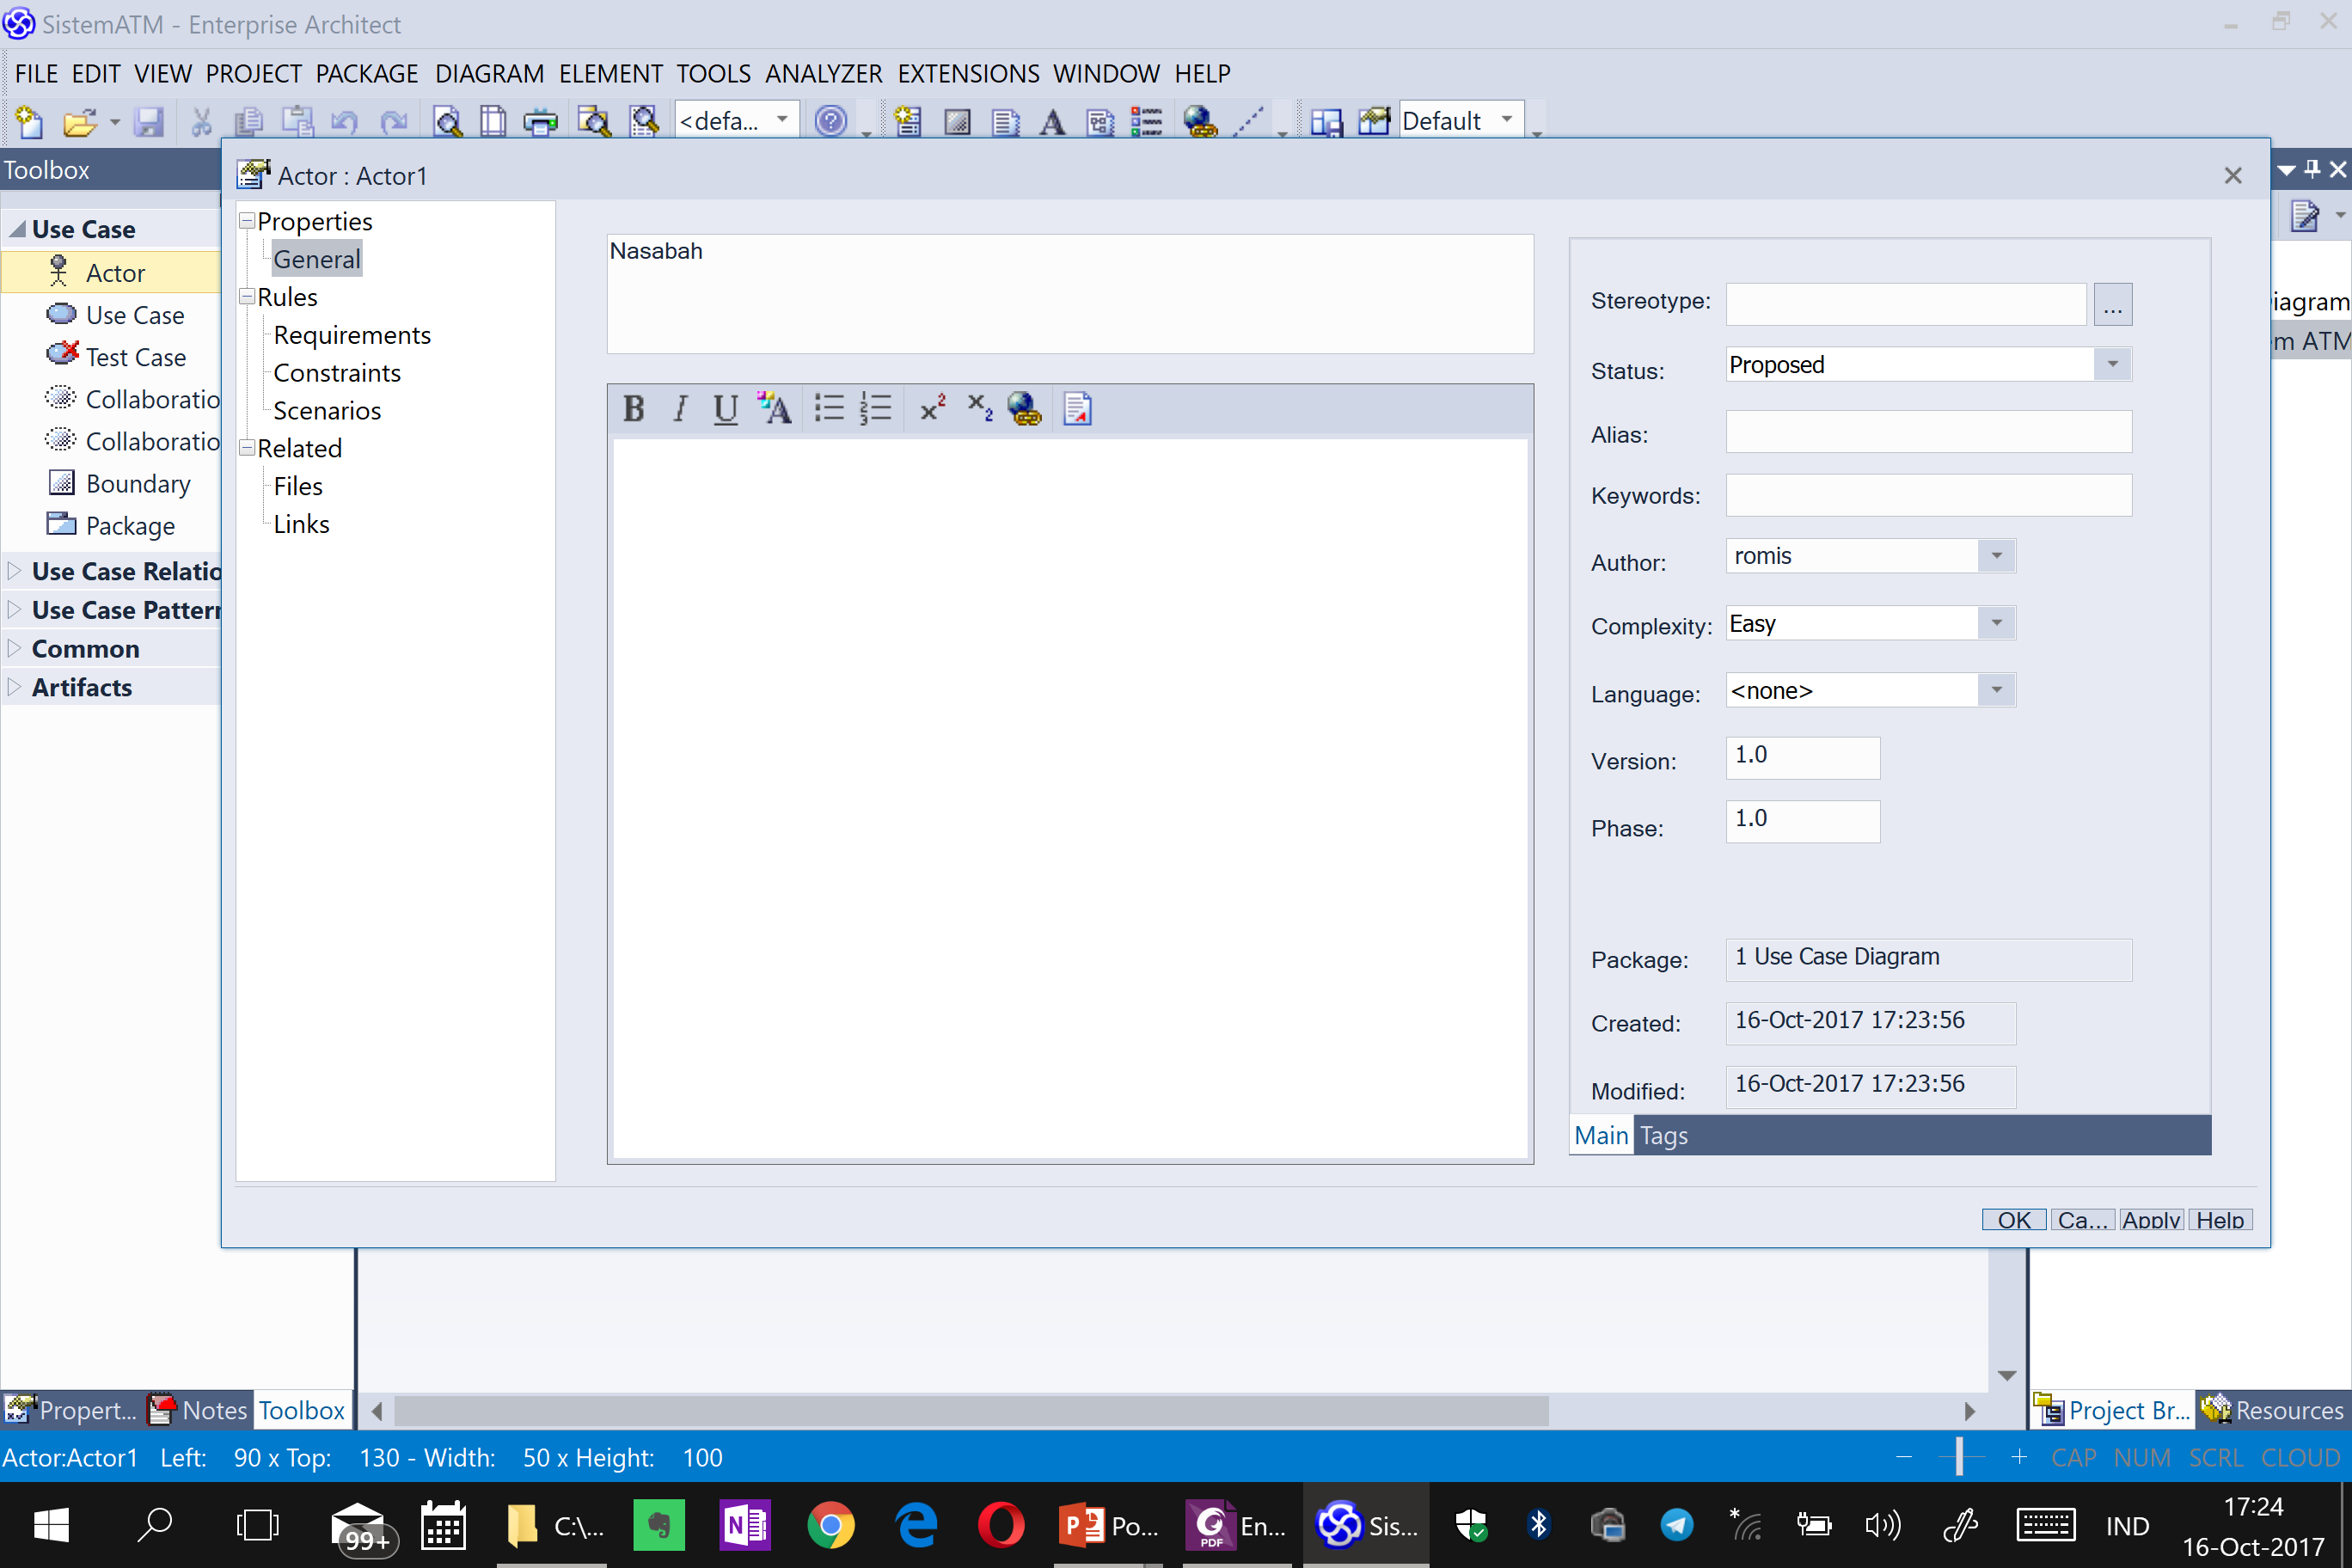 SistemATM - Enterprise Architect
FILE EDIT VIEW PROJECT PACKAGE DIAGRAM ELEMENT TOOLS ANALYZER EXTENSIONS WINDOW HELP
<defa...
Default
Toolbox
Actor : Actor1
Use Case
Actor
Use Case
Test Case
Collaboratio
Collaboratio
Boundary
Package
Use Case Relatio
Use Case Patterr
Common
Artifacts
Properties
General
Rules
Requirements
Constraints
Scenarios
Related
Files
Links
Nasabah
B I U A x² x₂
Stereotype: ...
Status: Proposed
Alias:
Keywords:
Author: romis
Complexity: Easy
Language: <none>
Version: 1.0
Phase: 1.0
Package: 1 Use Case Diagram
Created: 16-Oct-2017 17:23:56
Modified: 16-Oct-2017 17:23:56
Main Tags
OK Ca... Apply Help
iagram
m ATM
Propert... Notes Toolbox
Project Br... Resources
Actor:Actor1 Left: 90 x Top: 130 - Width: 50 x Height: 100
CAP NUM SCRL CLOUD
99+ C:\... N P Po... PDF En... Sis... IND
17:24
16-Oct-2017